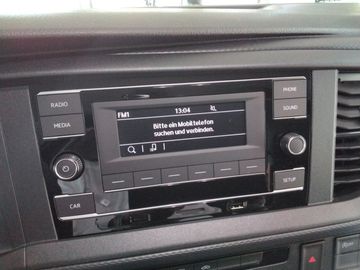 RADIO
MEDIA
CAR
FM1 13:04
Bitte ein Mobiltelefon
suchen und verbinden.
PHONE
SOUND
SETUP